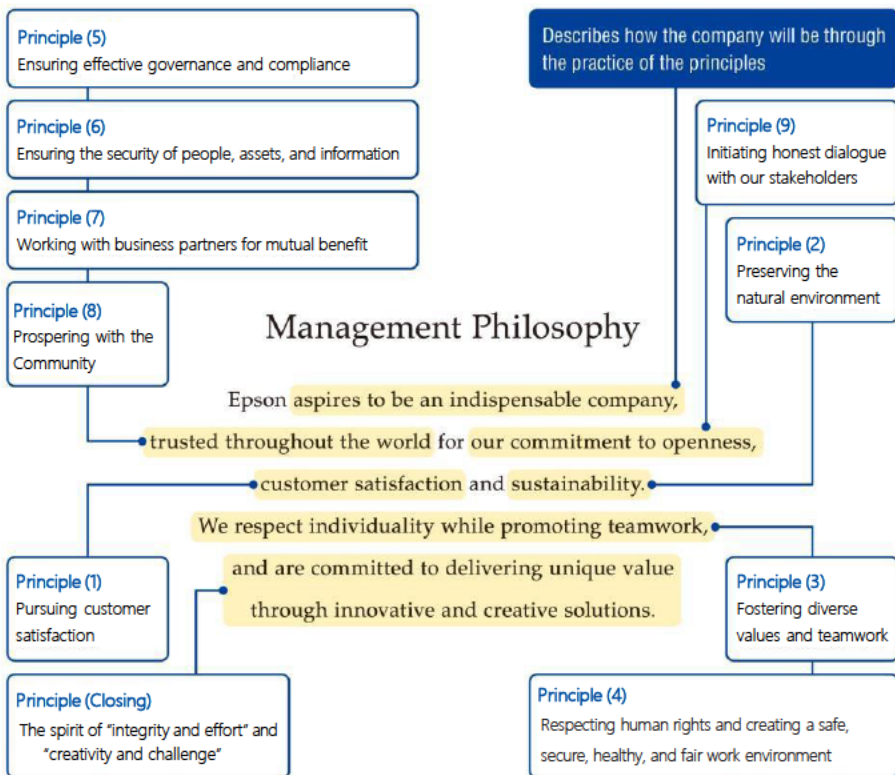 Principle (5)
Ensuring effective governance and compliance
Describes how the company will be through
the practice of the principles
Principle (6)
Ensuring the security of people, assets, and information
Principle (9)
Initiating honest dialogue
with our stakeholders
Principle (7)
Working with business partners for mutual benefit
Principle (2)
Preserving the
natural environment
Principle (8)
Prospering with the
Community
Management Philosophy
Epson aspires to be an indispensable company,
trusted throughout the world for our commitment to openness,
customer satisfaction and sustainability.
We respect individuality while promoting teamwork,
and are committed to delivering unique value
through innovative and creative solutions.
Principle (1)
Pursuing customer
satisfaction
Principle (3)
Fostering diverse
values and teamwork
Principle (Closing)
The spirit of “integrity and effort” and
“creativity and challenge”
Principle (4)
Respecting human rights and creating a safe,
secure, healthy, and fair work environment